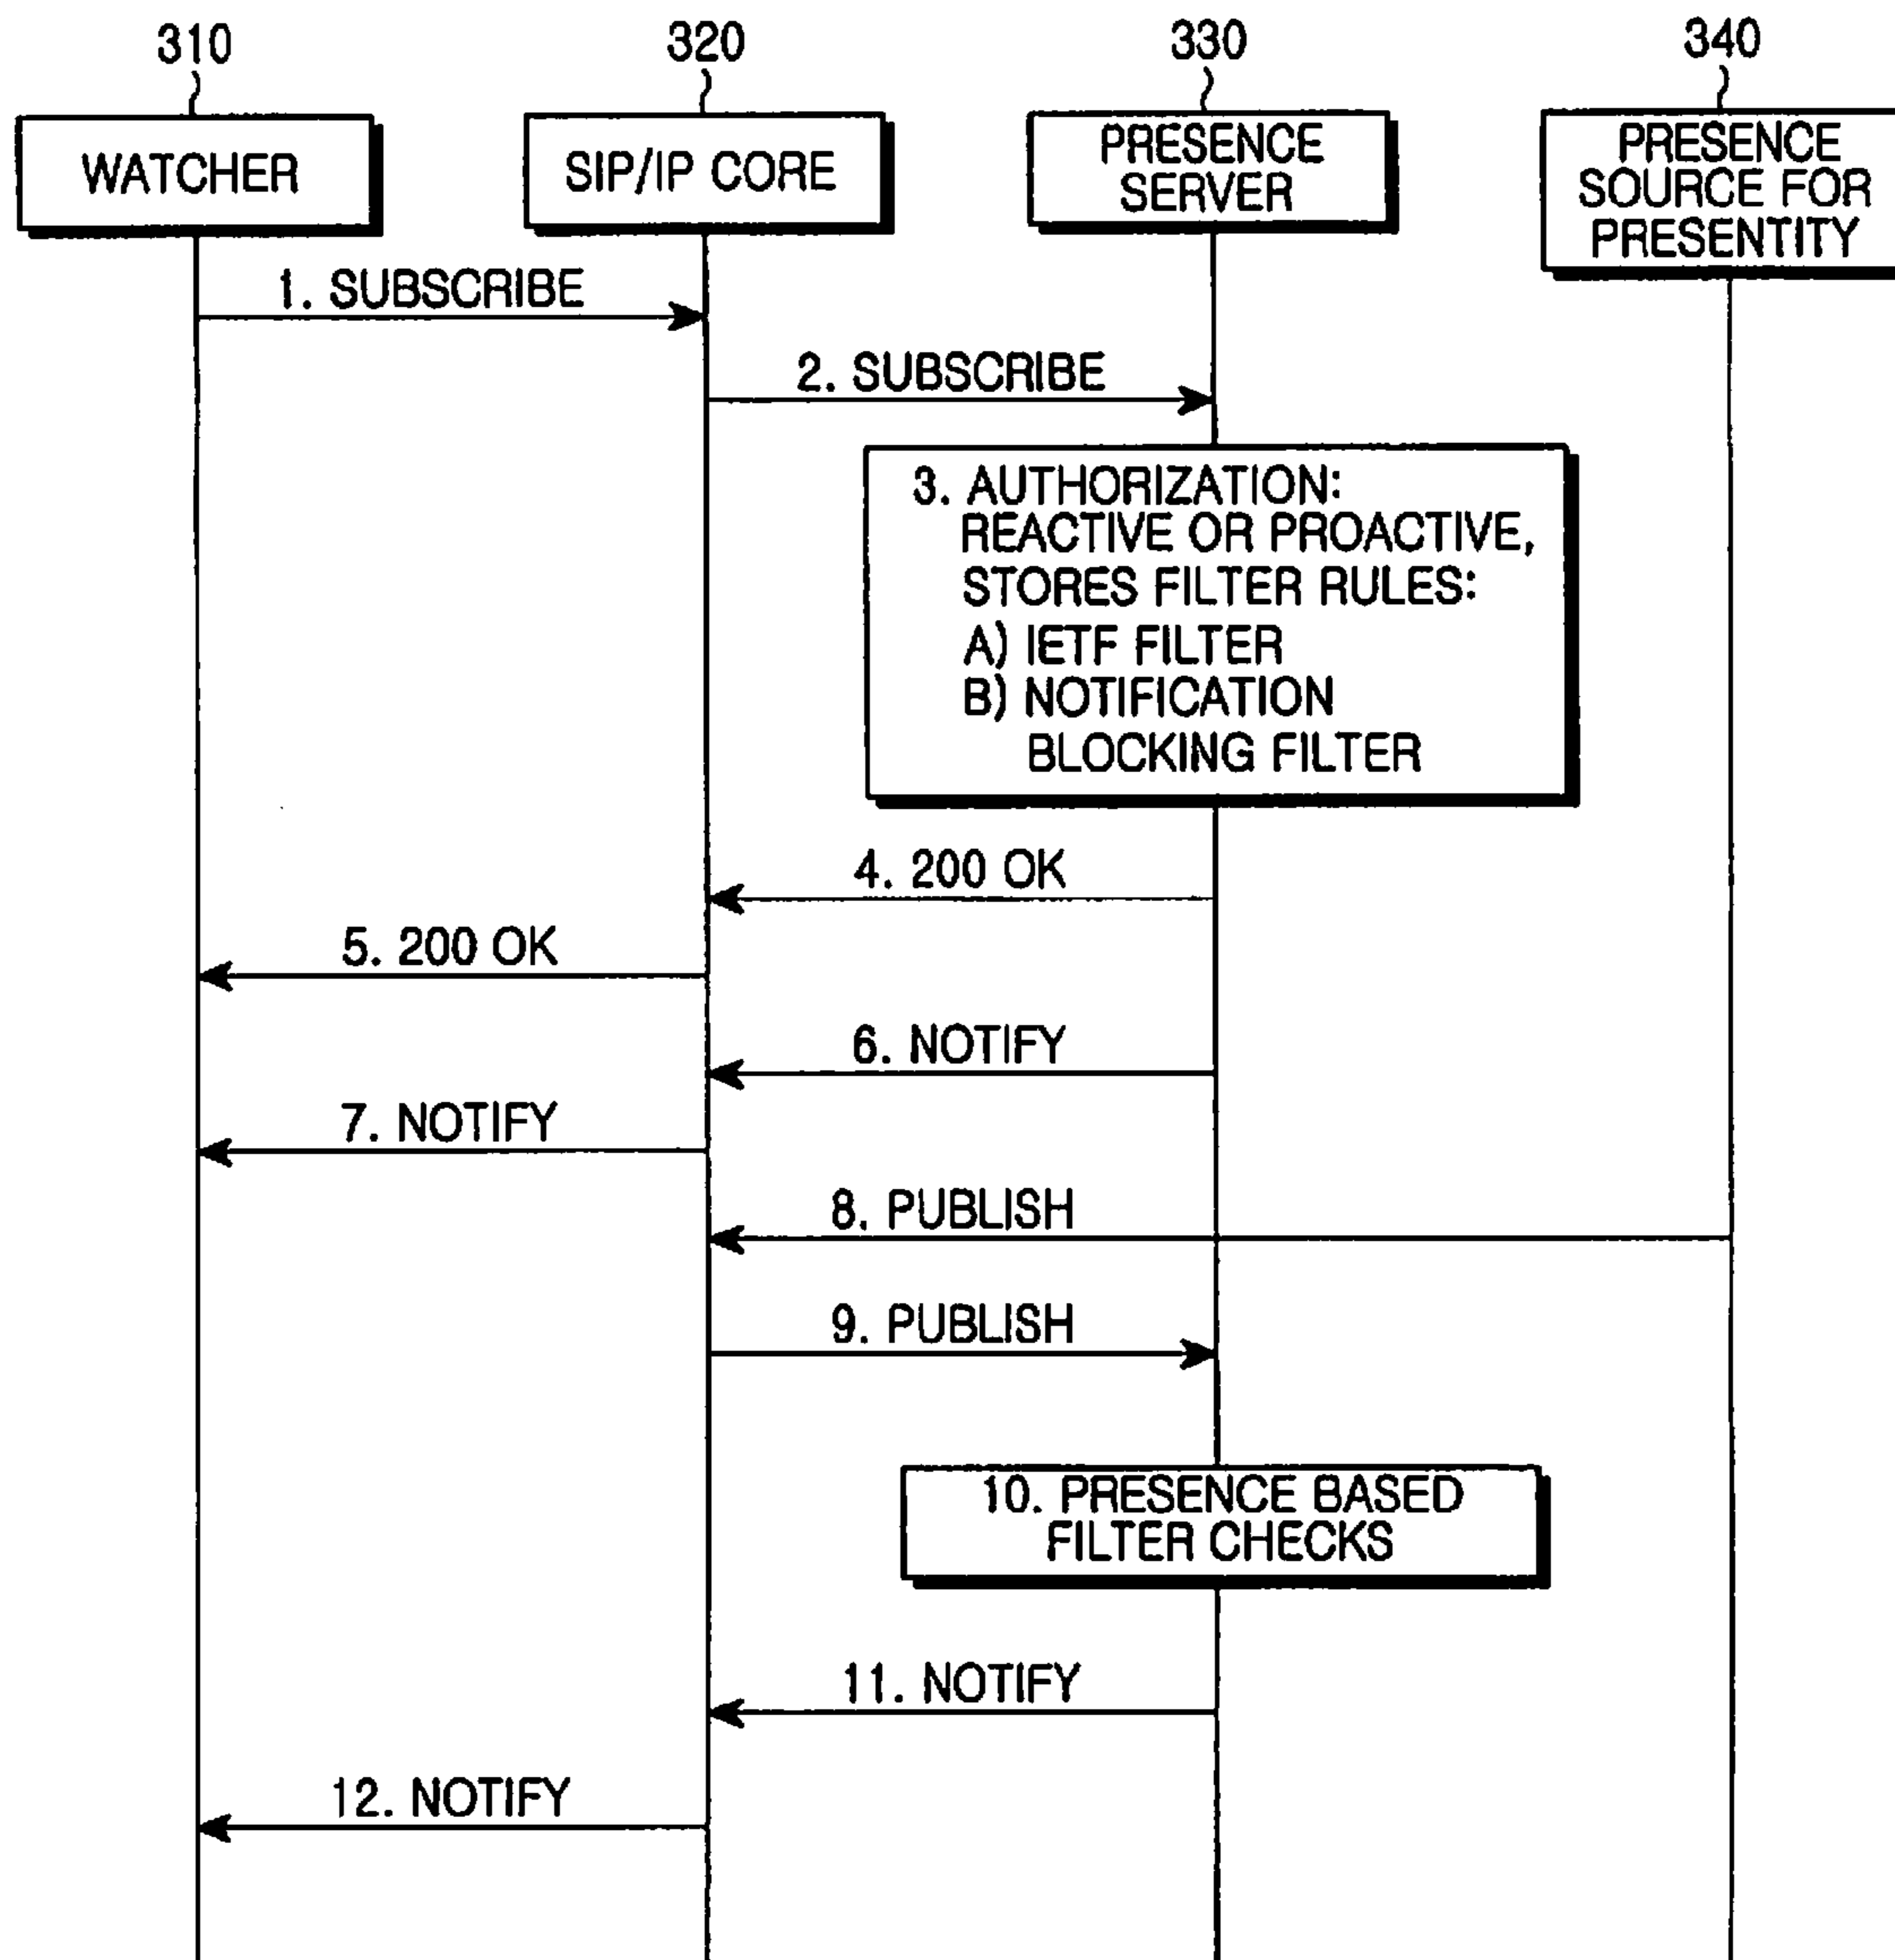 310
320
330
340
WATCHER
SIP/IP CORE
PRESENCE
SERVER
PRESENCE
SOURCE FOR
PRESENTITY
1. SUBSCRIBE
2. SUBSCRIBE
3. AUTHORIZATION:
REACTIVE OR PROACTIVE,
STORES FILTER RULES:
A) IETF FILTER
B) NOTIFICATION
BLOCKING FILTER
4. 200 OK
5. 200 OK
6. NOTIFY
7. NOTIFY
8. PUBLISH
9. PUBLISH
10. PRESENCE BASED
FILTER CHECKS
11. NOTIFY
12. NOTIFY